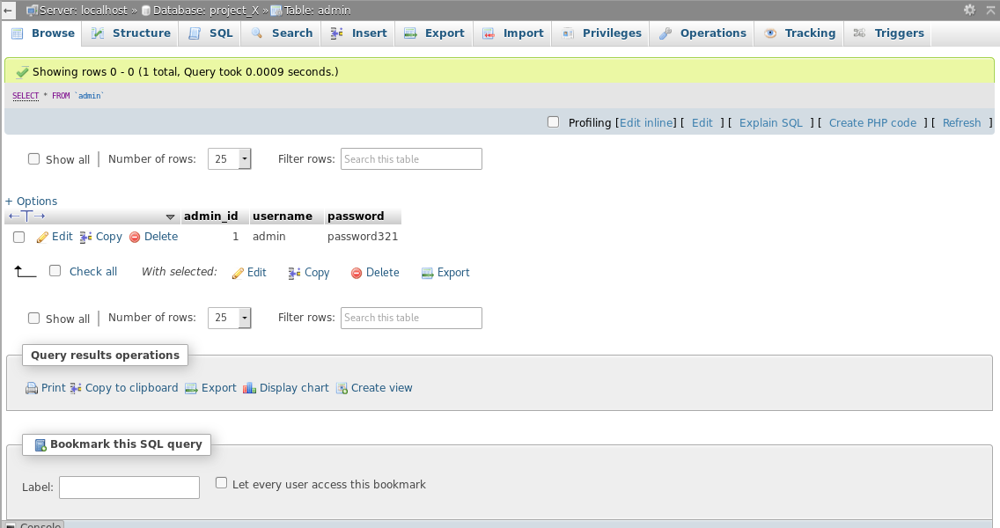 Server: localhost » Database: project_X » Table: admin
Browse Structure SQL Search Insert Export Import Privileges Operations Tracking Triggers
Showing rows 0 - 0 (1 total, Query took 0.0009 seconds.)
SELECT * FROM `admin`
Profiling [Edit inline] [ Edit ] [ Explain SQL ] [ Create PHP code ] [ Refresh ]
Show all | Number of rows: 25 Filter rows: Search this table
+ Options
←T→ admin_id username password
Edit Copy Delete 1 admin password321
Check all With selected: Edit Copy Delete Export
Show all | Number of rows: 25 Filter rows: Search this table
Query results operations
Print Copy to clipboard Export Display chart Create view
Bookmark this SQL query
Label: Let every user access this bookmark
Console